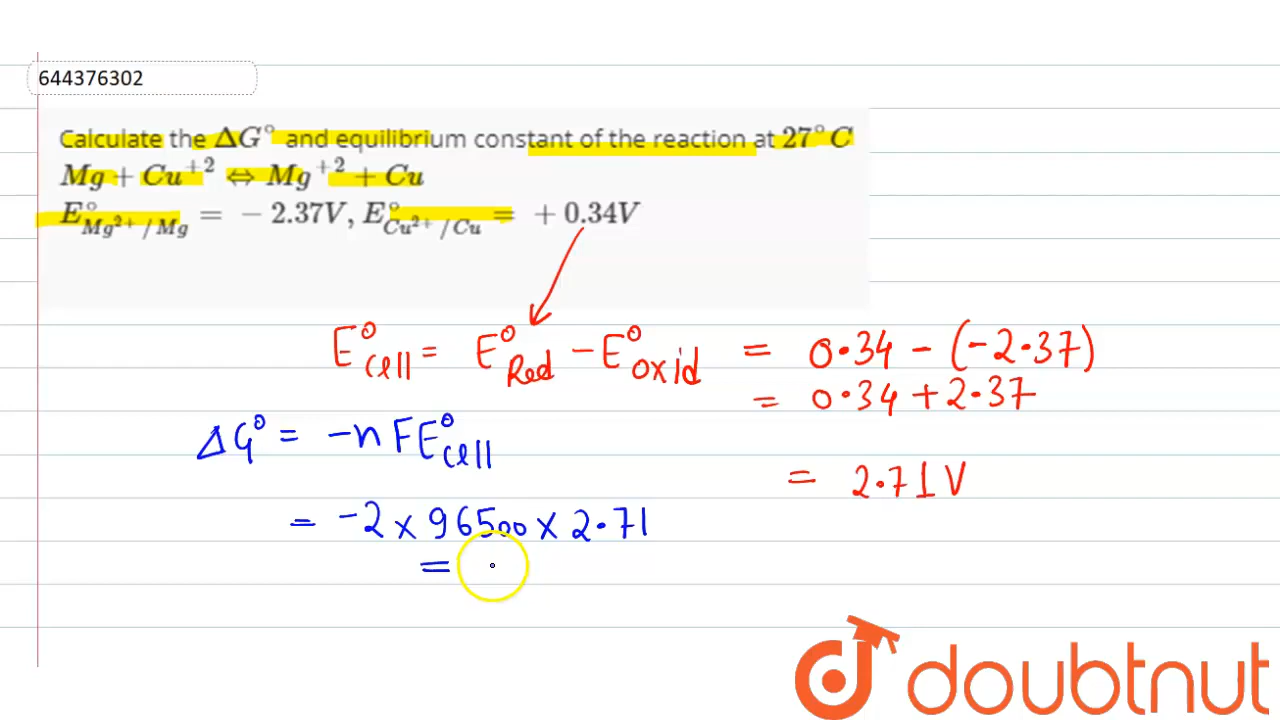 644376302
Calculate the ΔG° and equilibrium constant of the reaction at 27° C
Mg + Cu⁺² ⇔ Mg⁺² + Cu
E°Mg²⁺/Mg = − 2.37V, E°Cu²⁺/Cu = + 0.34V
E°cell = E°Red − E°oxid = 0.34 − (−2.37)
= 0.34 + 2.37
ΔG° = −nFE°cell
= 2.71V
= −2 × 96500 × 2.71
=
doubtnut